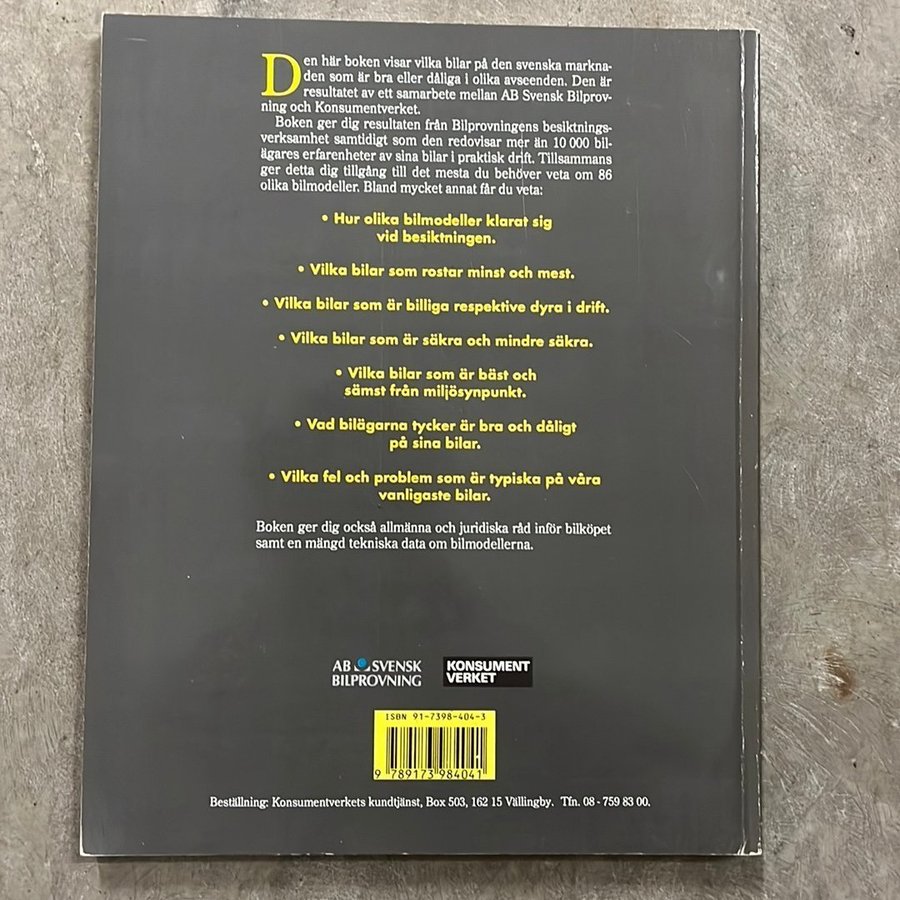 Den här boken visar vilka bilar på den svenska markna-
den som är bra eller dåliga i olika avseenden. Den är
resultatet av ett samarbete mellan AB Svensk Bilprov-
ning och Konsumentverket.
Boken ger dig resultaten från Bilprovningens besiktnings-
verksamhet samtidigt som den redovisar mer än 10 000 bil-
ägares erfarenheter av sina bilar i praktisk drift. Tillsammans
ger detta dig tillgång till det mesta du behöver veta om 86
olika bilmodeller. Bland mycket annat får du veta:
• Hur olika bilmodeller klarat sig
vid besiktningen.
• Vilka bilar som rostar minst och mest.
• Vilka bilar som är billiga respektive dyra i drift.
• Vilka bilar som är säkra och mindre säkra.
• Vilka bilar som är bäst och
sämst från miljösynpunkt.
• Vad bilägarna tycker är bra och dåligt
på sina bilar.
• Vilka fel och problem som är typiska på våra
vanligaste bilar.
Boken ger dig också allmänna och juridiska råd inför bilköpet
samt en mängd tekniska data om bilmodellerna.
AB SVENSK
BILPROVNING
KONSUMENT
VERKET
ISBN 91-7398-404-3
9 789173 984041
Beställning: Konsumentverkets kundtjänst, Box 503, 162 15 Vällingby. Tfn. 08 - 759 83 00.